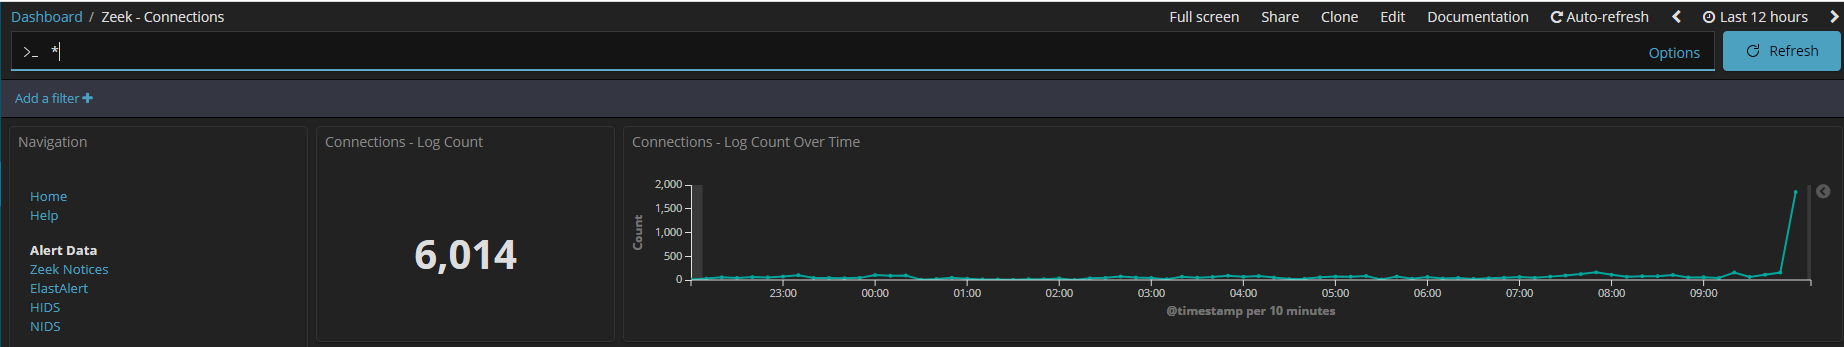 Dashboard / Zeek - Connections
Full screen Share Clone Edit Documentation Auto-refresh Last 12 hours
>_ *
Options
Refresh
Add a filter +
Navigation
Home
Help
Alert Data
Zeek Notices
ElastAlert
HIDS
NIDS
Connections - Log Count
6,014
Connections - Log Count Over Time
2,000
1,500
1,000
500
0
Count
23:00 00:00 01:00 02:00 03:00 04:00 05:00 06:00 07:00 08:00 09:00
@timestamp per 10 minutes